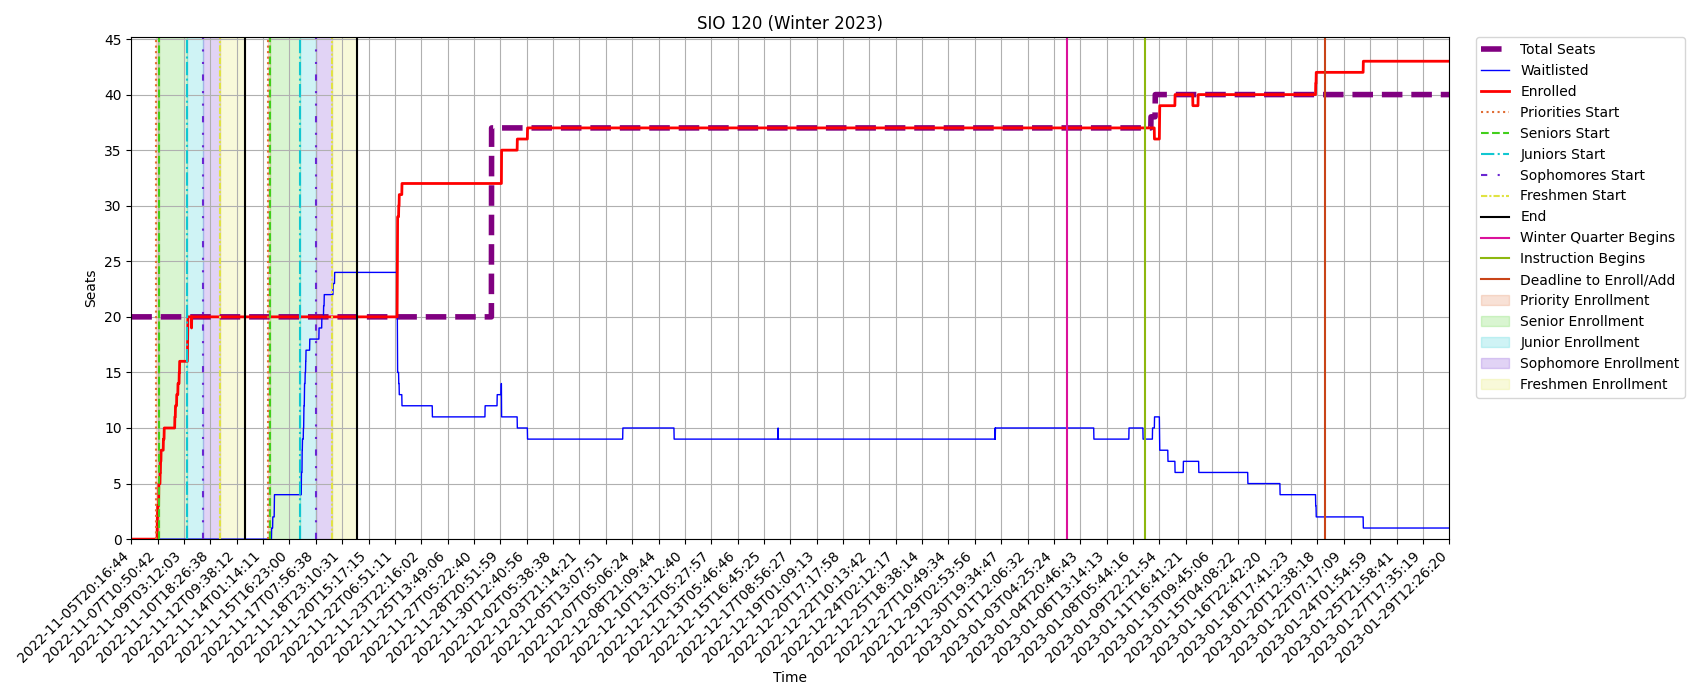 SIO 120 (Winter 2023)
45
40
35
30
25
20
15
10
5
0
Seats
2022-11-05T20:16:44
2022-11-07T10:50:42
2022-11-09T03:12:03
2022-11-10T18:26:38
2022-11-12T09:38:12
2022-11-14T01:14:11
2022-11-15T16:23:00
2022-11-17T07:56:38
2022-11-18T23:10:31
2022-11-20T15:17:15
2022-11-22T06:51:11
2022-11-23T22:16:02
2022-11-25T13:49:06
2022-11-27T05:22:40
2022-11-28T20:51:59
2022-11-30T12:40:56
2022-12-02T05:38:38
2022-12-03T21:14:21
2022-12-05T13:07:51
2022-12-07T05:06:24
2022-12-08T21:09:44
2022-12-10T13:12:40
2022-12-12T05:27:57
2022-12-13T05:46:46
2022-12-15T16:45:25
2022-12-17T08:56:27
2022-12-19T01:09:13
2022-12-20T17:17:58
2022-12-22T10:13:42
2022-12-24T02:12:17
2022-12-25T18:38:14
2022-12-27T10:49:34
2022-12-29T02:53:56
2022-12-30T19:34:47
2023-01-01T12:06:32
2023-01-03T04:25:24
2023-01-04T20:46:43
2023-01-06T13:14:13
2023-01-08T05:44:16
2023-01-09T22:21:54
2023-01-11T16:41:21
2023-01-13T09:45:06
2023-01-15T04:08:22
2023-01-16T22:42:20
2023-01-18T17:41:23
2023-01-20T12:38:18
2023-01-22T07:17:09
2023-01-24T01:54:59
2023-01-25T21:58:41
2023-01-27T17:35:19
2023-01-29T12:26:20
Time
Total Seats
Waitlisted
Enrolled
Priorities Start
Seniors Start
Juniors Start
Sophomores Start
Freshmen Start
End
Winter Quarter Begins
Instruction Begins
Deadline to Enroll/Add
Priority Enrollment
Senior Enrollment
Junior Enrollment
Sophomore Enrollment
Freshmen Enrollment